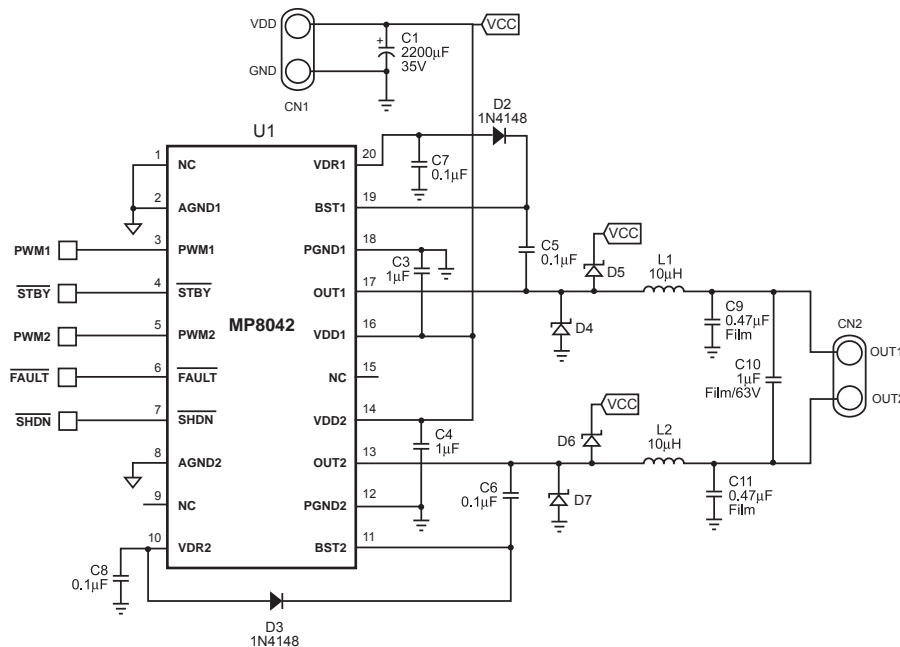 VDD
GND
CN1
C1
2200µF
35V
+
VCC
D2
1N4148
U1
MP8042
1
NC
2
AGND1
PWM1
3
PWM1
STBY
4
STBY
PWM2
5
PWM2
FAULT
6
FAULT
SHDN
7
SHDN
8
AGND2
9
NC
10
VDR2
VDR1
20
BST1
19
PGND1
18
OUT1
17
VDD1
16
NC
15
VDD2
14
OUT2
13
PGND2
12
BST2
11
C7
0.1µF
C3
1µF
C5
0.1µF
VCC
D5
D4
L1
10µH
C9
0.47µF
Film
C10
1µF
Film/63V
CN2
OUT1
OUT2
C4
1µF
VCC
D6
D7
L2
10µH
C6
0.1µF
C11
0.47µF
Film
C8
0.1µF
D3
1N4148